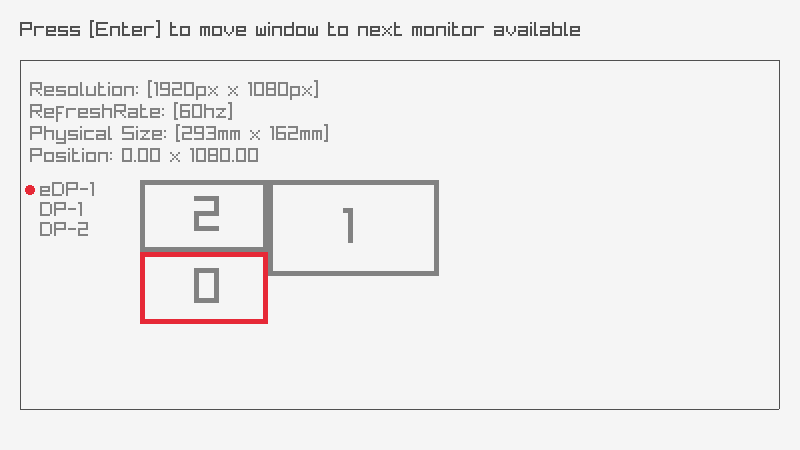 Press [Enter] to move window to next monitor available
Resolution: [1920px x 1080px]
RefreshRate: [60hz]
Physical Size: [293mm x 162mm]
Position: 0.00 x 1080.00
eDP-1
DP-1
DP-2
2
1
0